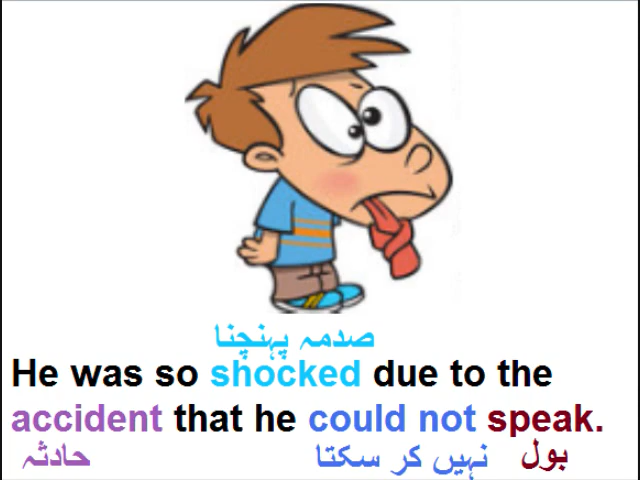 صدمہ پہنچنا
He was so shocked due to the
accident that he could not speak.
حادثہ نہیں کر سکتا بول